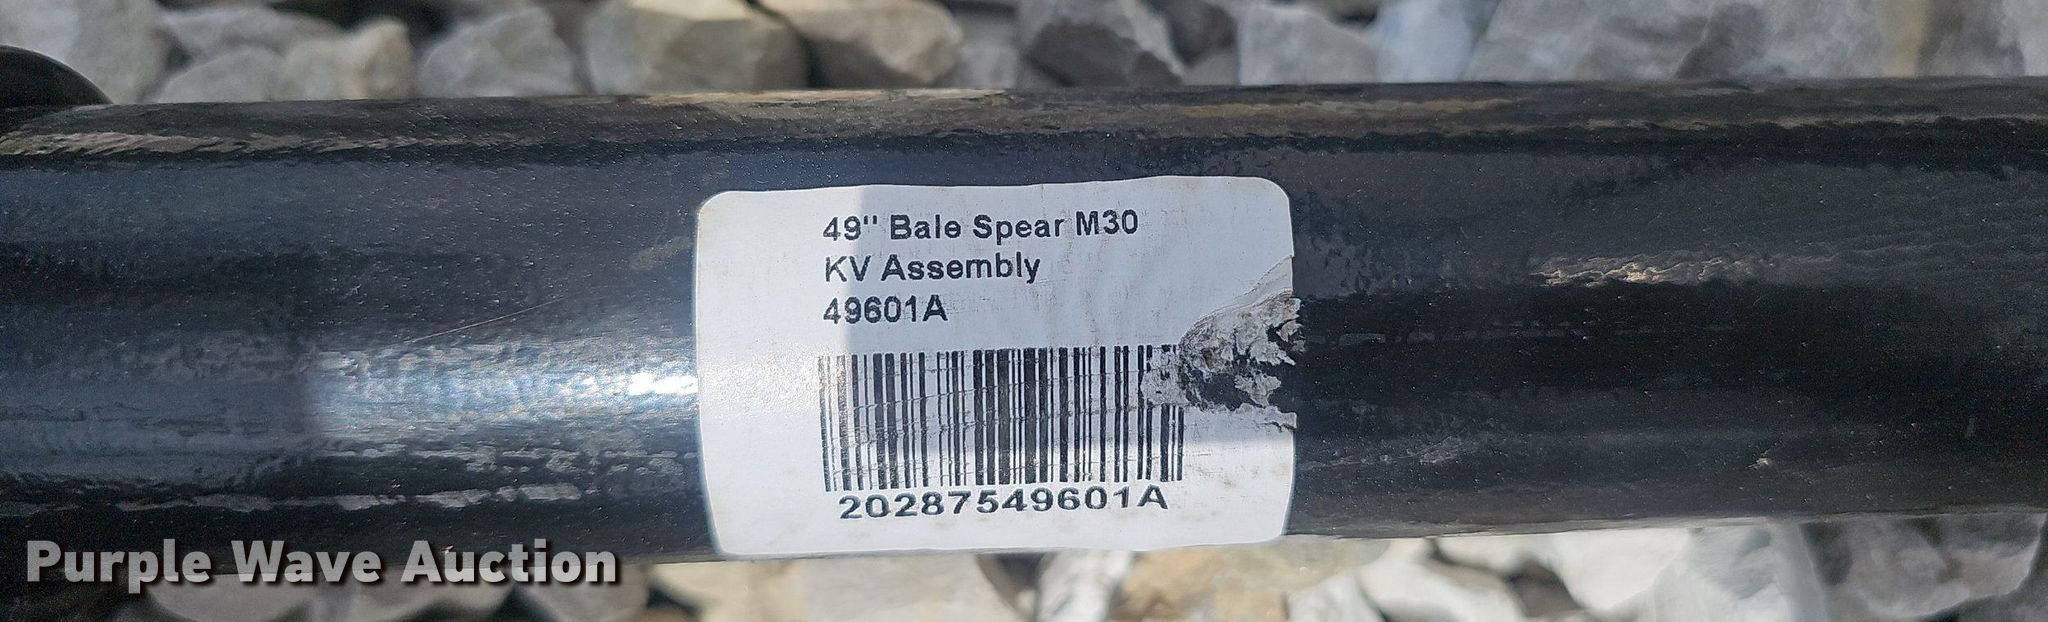 49" Bale Spear M30
KV Assembly
49601A
20287549601A
Purple Wave Auction